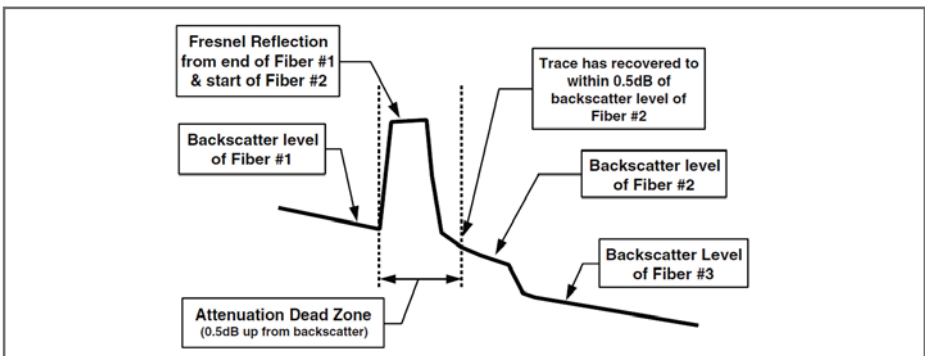 Fresnel Reflection
from end of Fiber #1
& start of Fiber #2
Trace has recovered to
within 0.5dB of
backscatter level of
Fiber #2
Backscatter level
of Fiber #1
Backscatter level
of Fiber #2
Backscatter Level
of Fiber #3
Attenuation Dead Zone
(0.5dB up from backscatter)